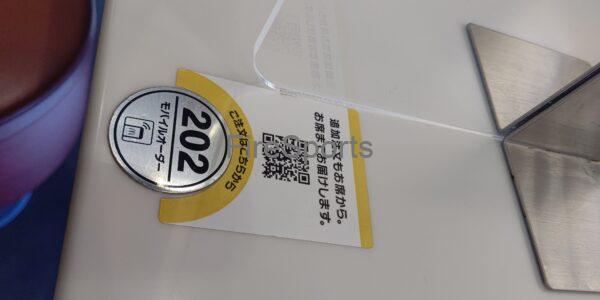 202
モバイルオーダー
ご注文はこちらから
追加注文もお席から。
お席までお届けします。
FineSports